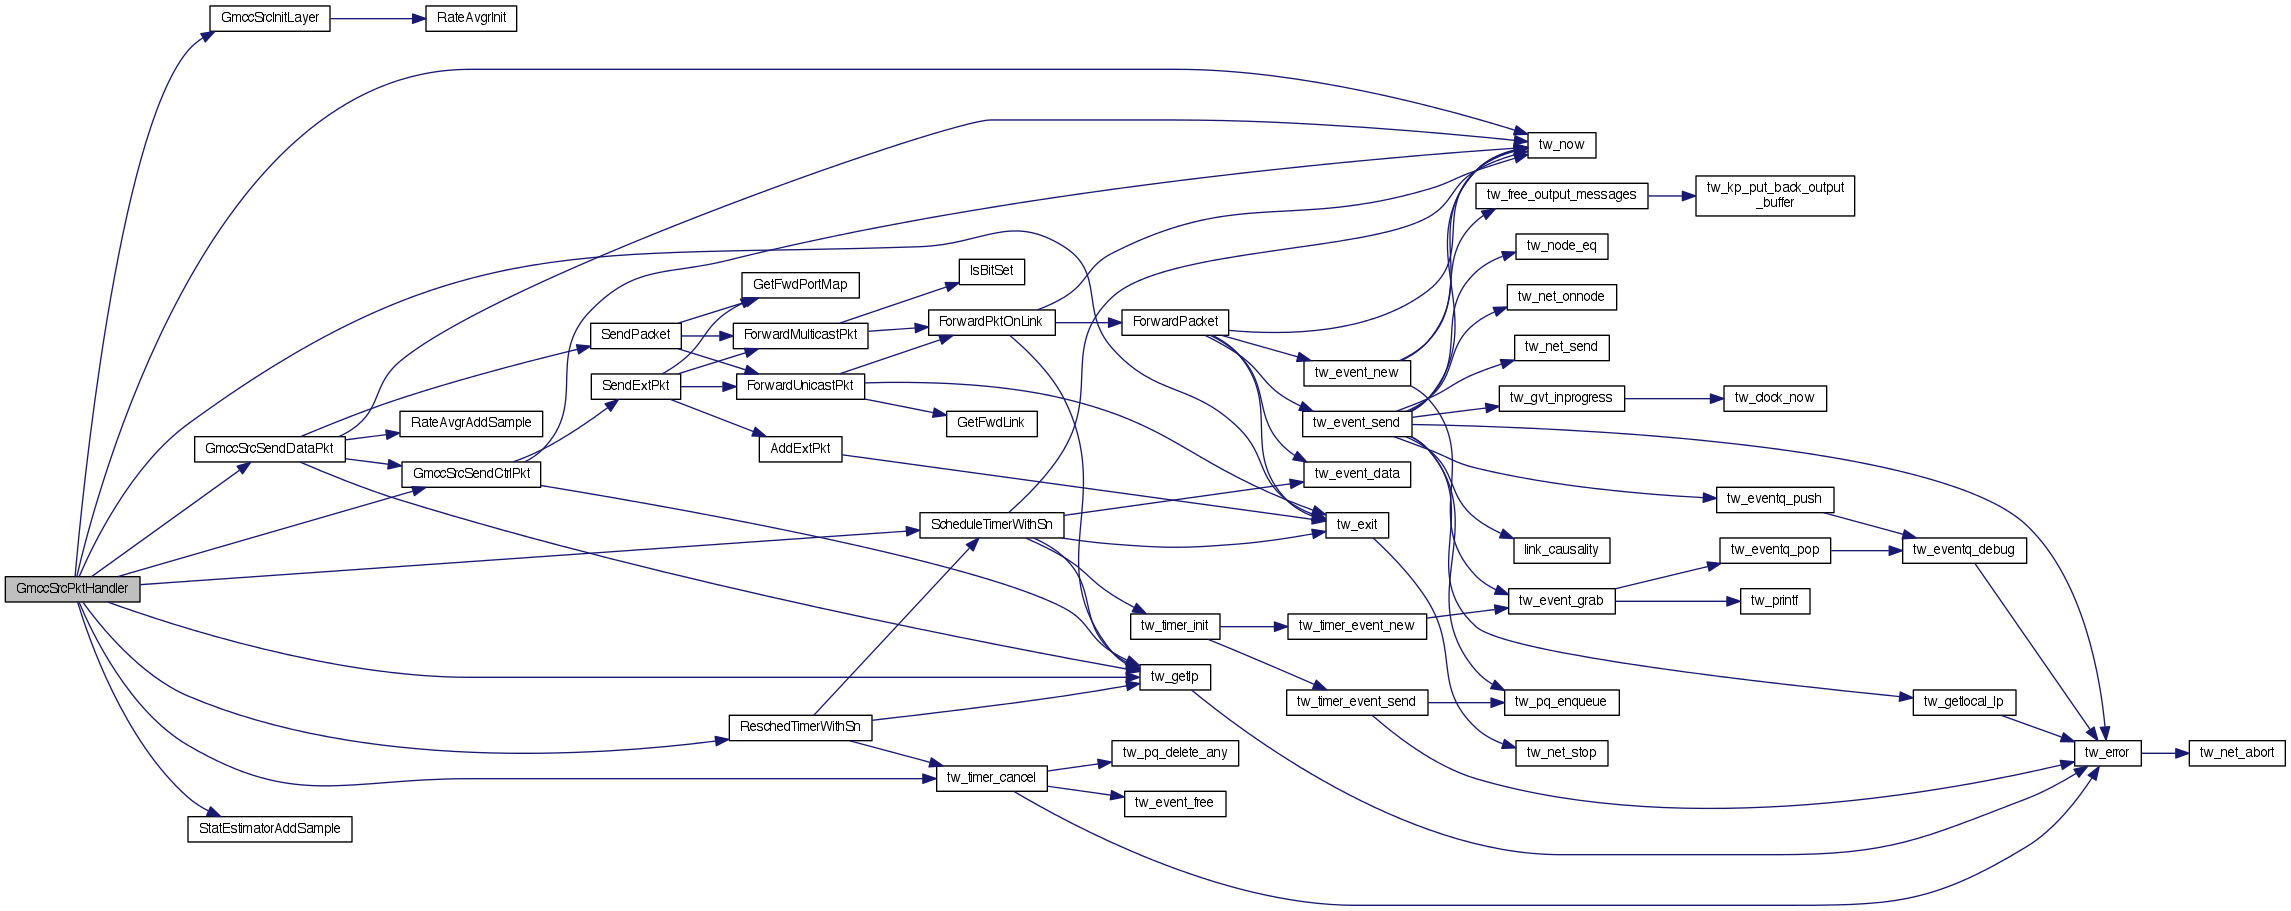 GmccSrcInitLayer
RateAvgrInit
tw_now
tw_free_output_messages
tw_kp_put_back_output
_buffer
tw_node_eq
IsBitSet
GetFwdPortMap
tw_net_onnode
SendPacket
ForwardMulticastPkt
ForwardPktOnLink
ForwardPacket
tw_net_send
SendExtPkt
ForwardUnicastPkt
tw_event_new
tw_gvt_inprogress
tw_clock_now
RateAvgrAddSample
GetFwdLink
tw_event_send
GmccSrcSendDataPkt
AddExtPkt
GmccSrcSendCtrlPkt
tw_event_data
tw_eventq_push
ScheduleTimerWithSn
tw_exit
link_causality
tw_eventq_pop
tw_eventq_debug
GmccSrcPktHandler
tw_event_grab
tw_printf
tw_timer_init
tw_timer_event_new
tw_getlp
tw_timer_event_send
tw_pq_enqueue
tw_getlocal_lp
ReschedTimerWithSn
tw_pq_delete_any
tw_net_stop
tw_error
tw_net_abort
tw_timer_cancel
tw_event_free
StatEstimatorAddSample